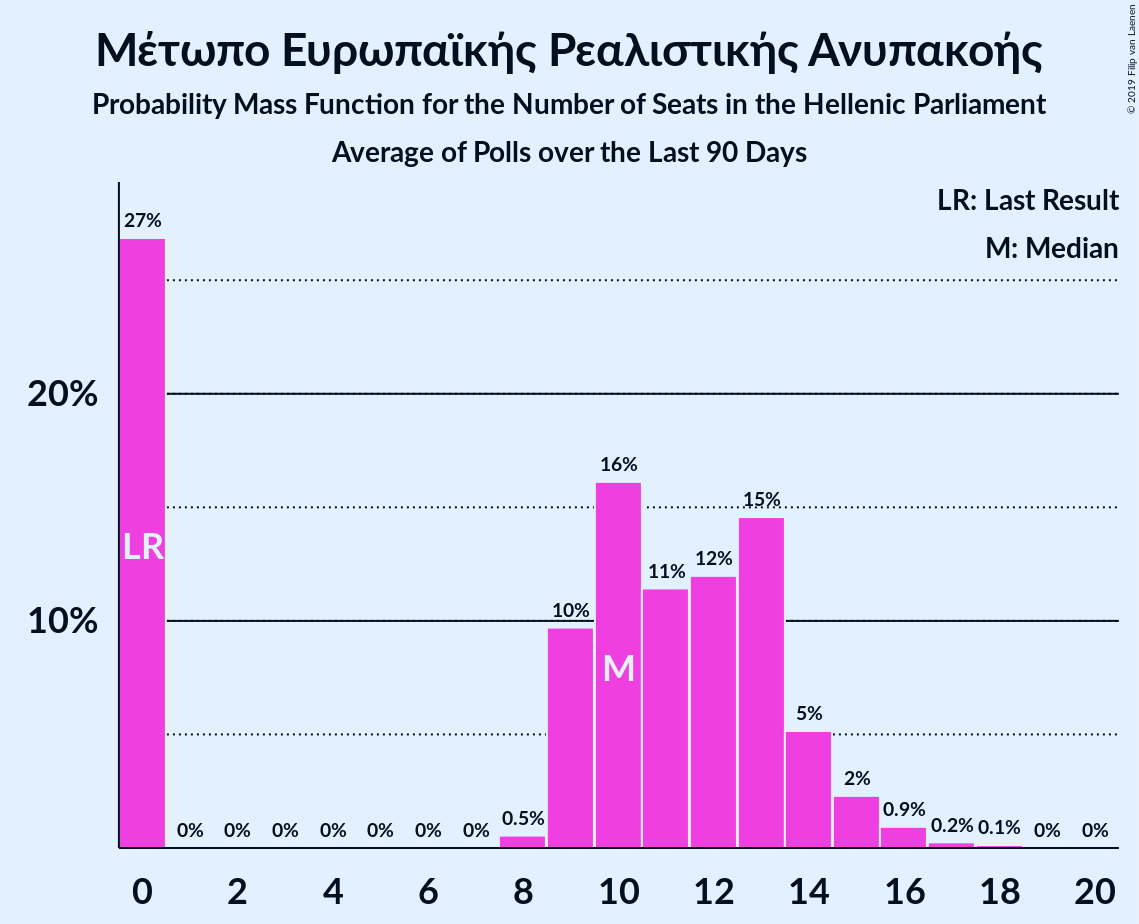 Μέτωπο Ευρωπαϊκής Ρεαλιστικής Ανυπακοής
Probability Mass Function for the Number of Seats in the Hellenic Parliament
Average of Polls over the Last 90 Days
© 2019 Filip van Laenen
LR: Last Result
M: Median
27%
20%
16%
15%
LR
12%
11%
10%
10%
M
5%
2%
0% 0% 0% 0% 0% 0% 0% 0.5% 0.9% 0.2% 0.1% 0% 0%
0 2 4 6 8 10 12 14 16 18 20